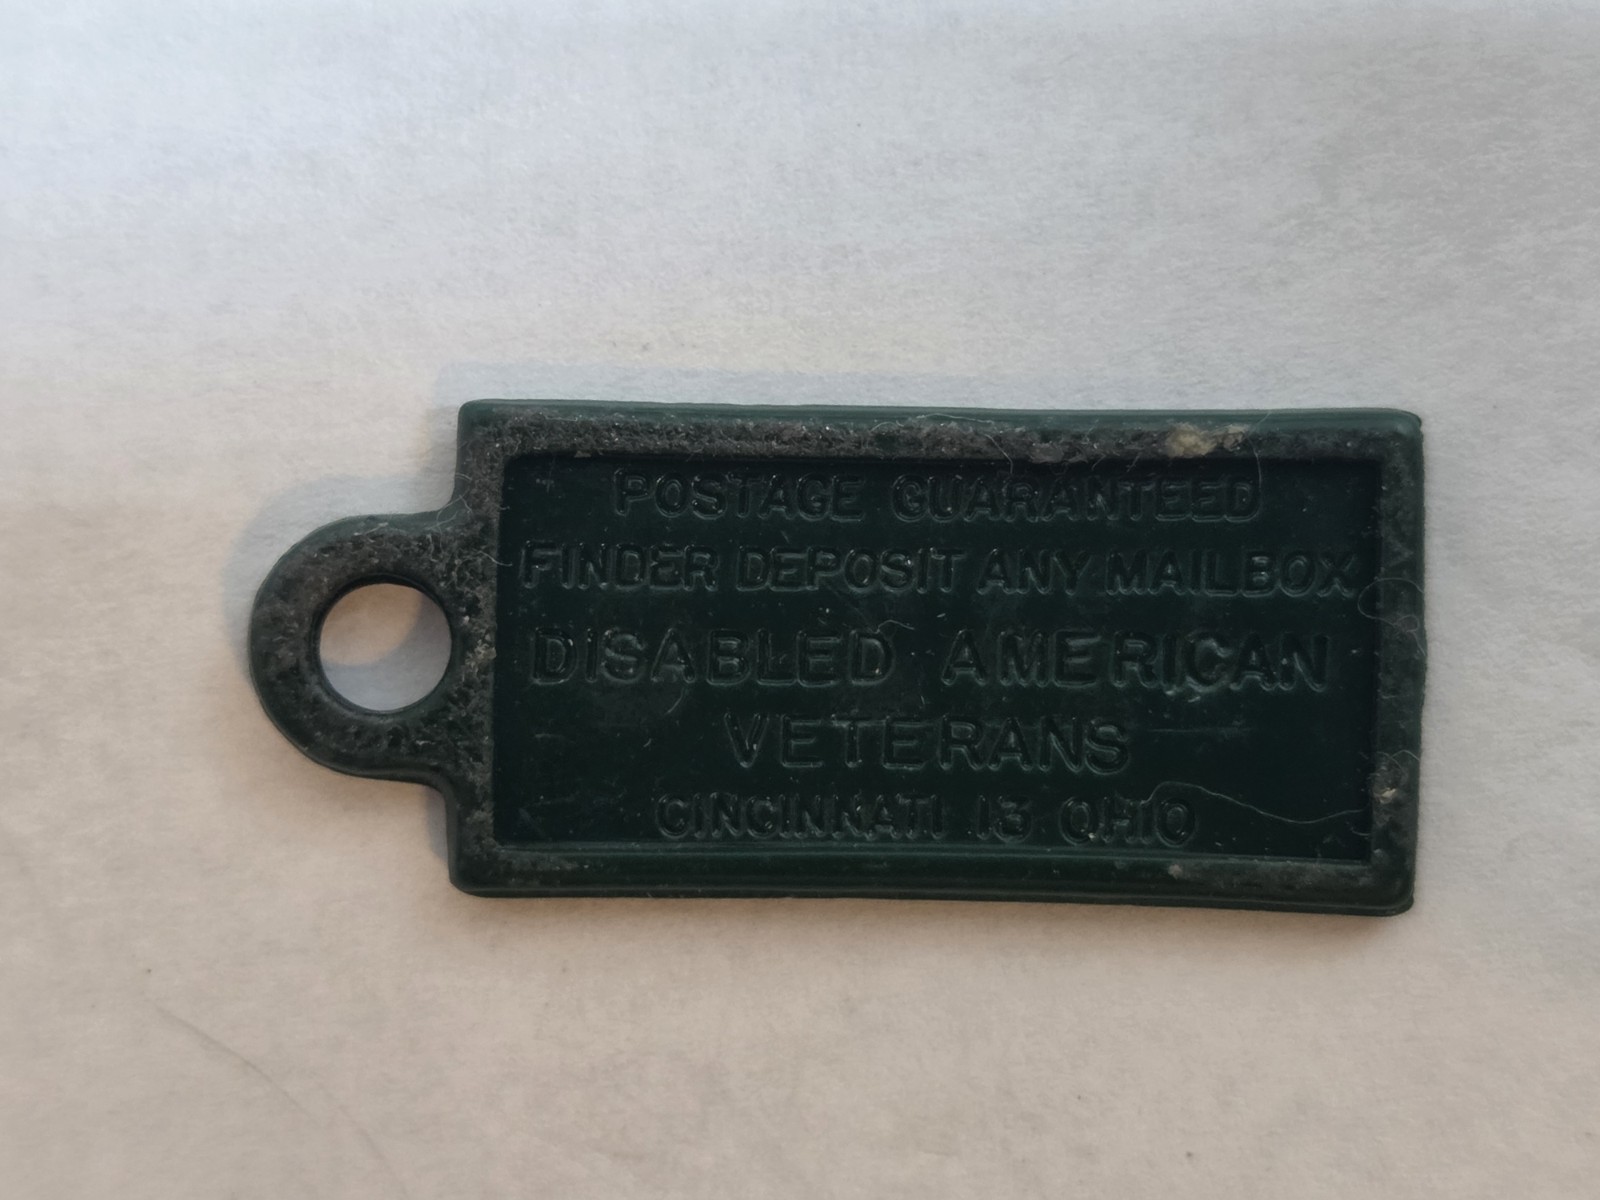 POSTAGE GUARANTEED
FINDER DEPOSIT ANY MAILBOX
DISABLED AMERICAN
VETERANS
CINCINNATI 13 OHIO